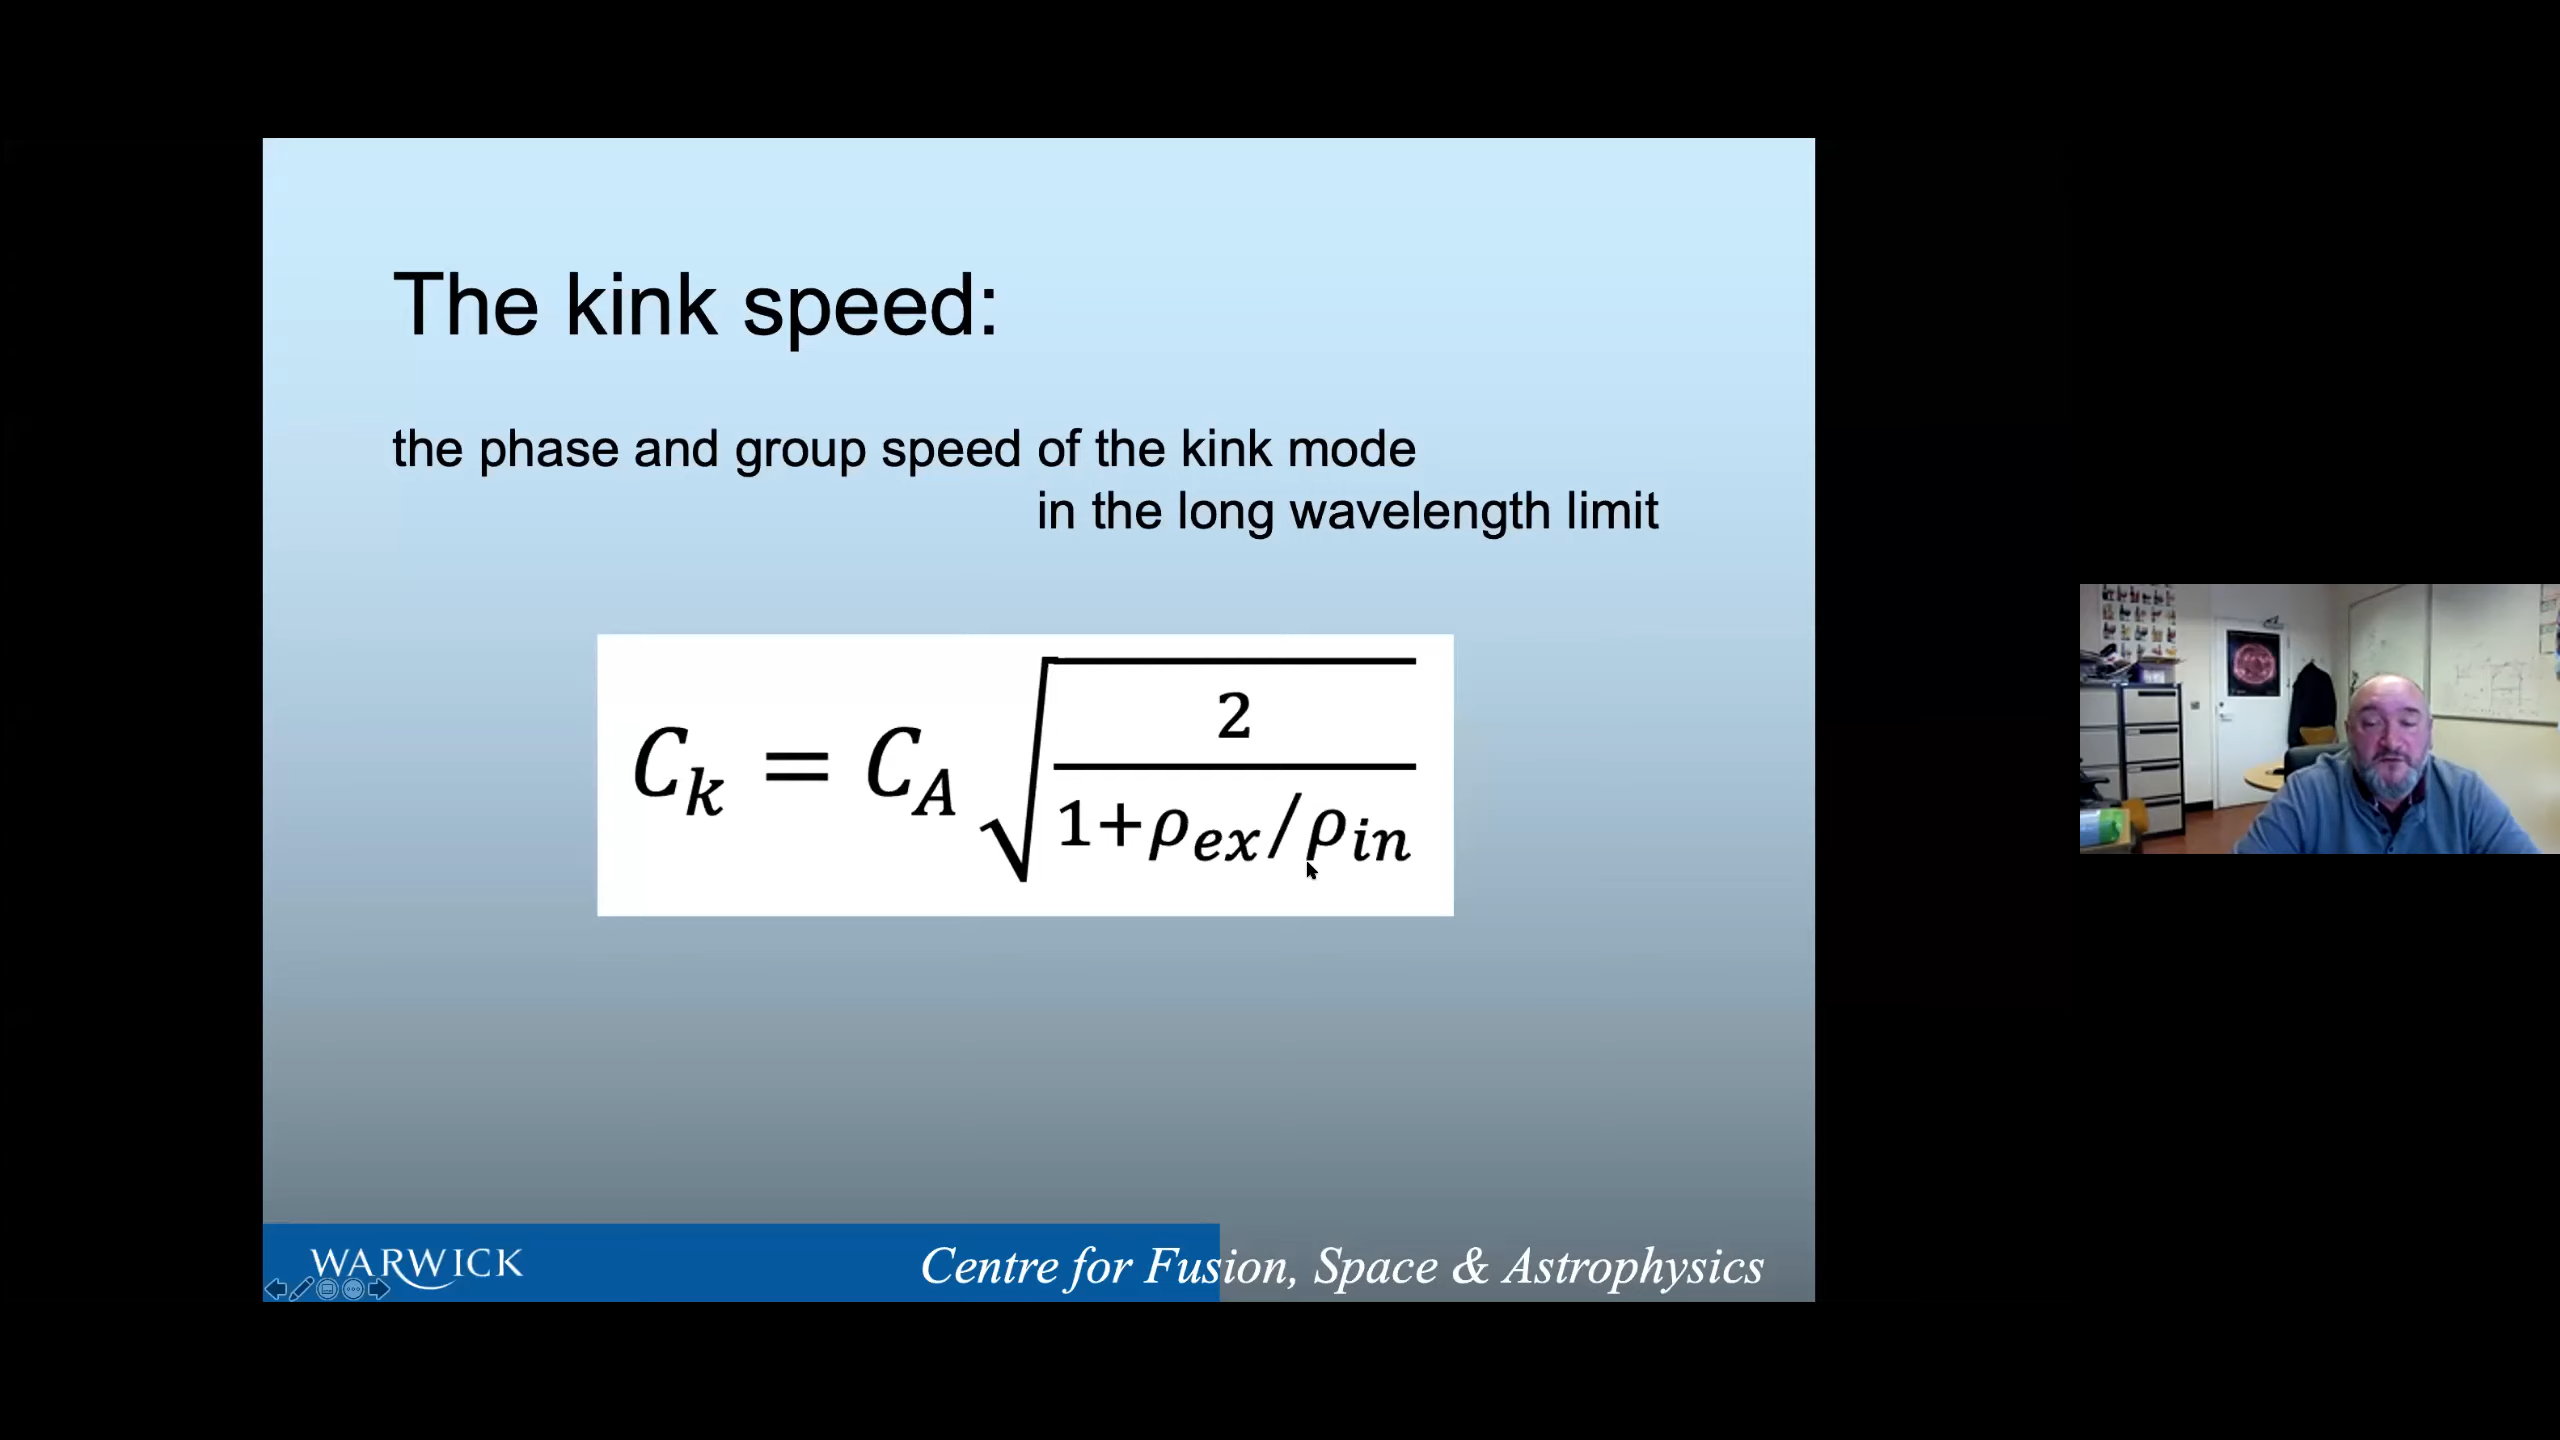 The kink speed:
the phase and group speed of the kink mode
in the long wavelength limit
C_k = C_A √(2 / (1+ρ_ex/ρ_in))
WARWICK
Centre for Fusion, Space & Astrophysics